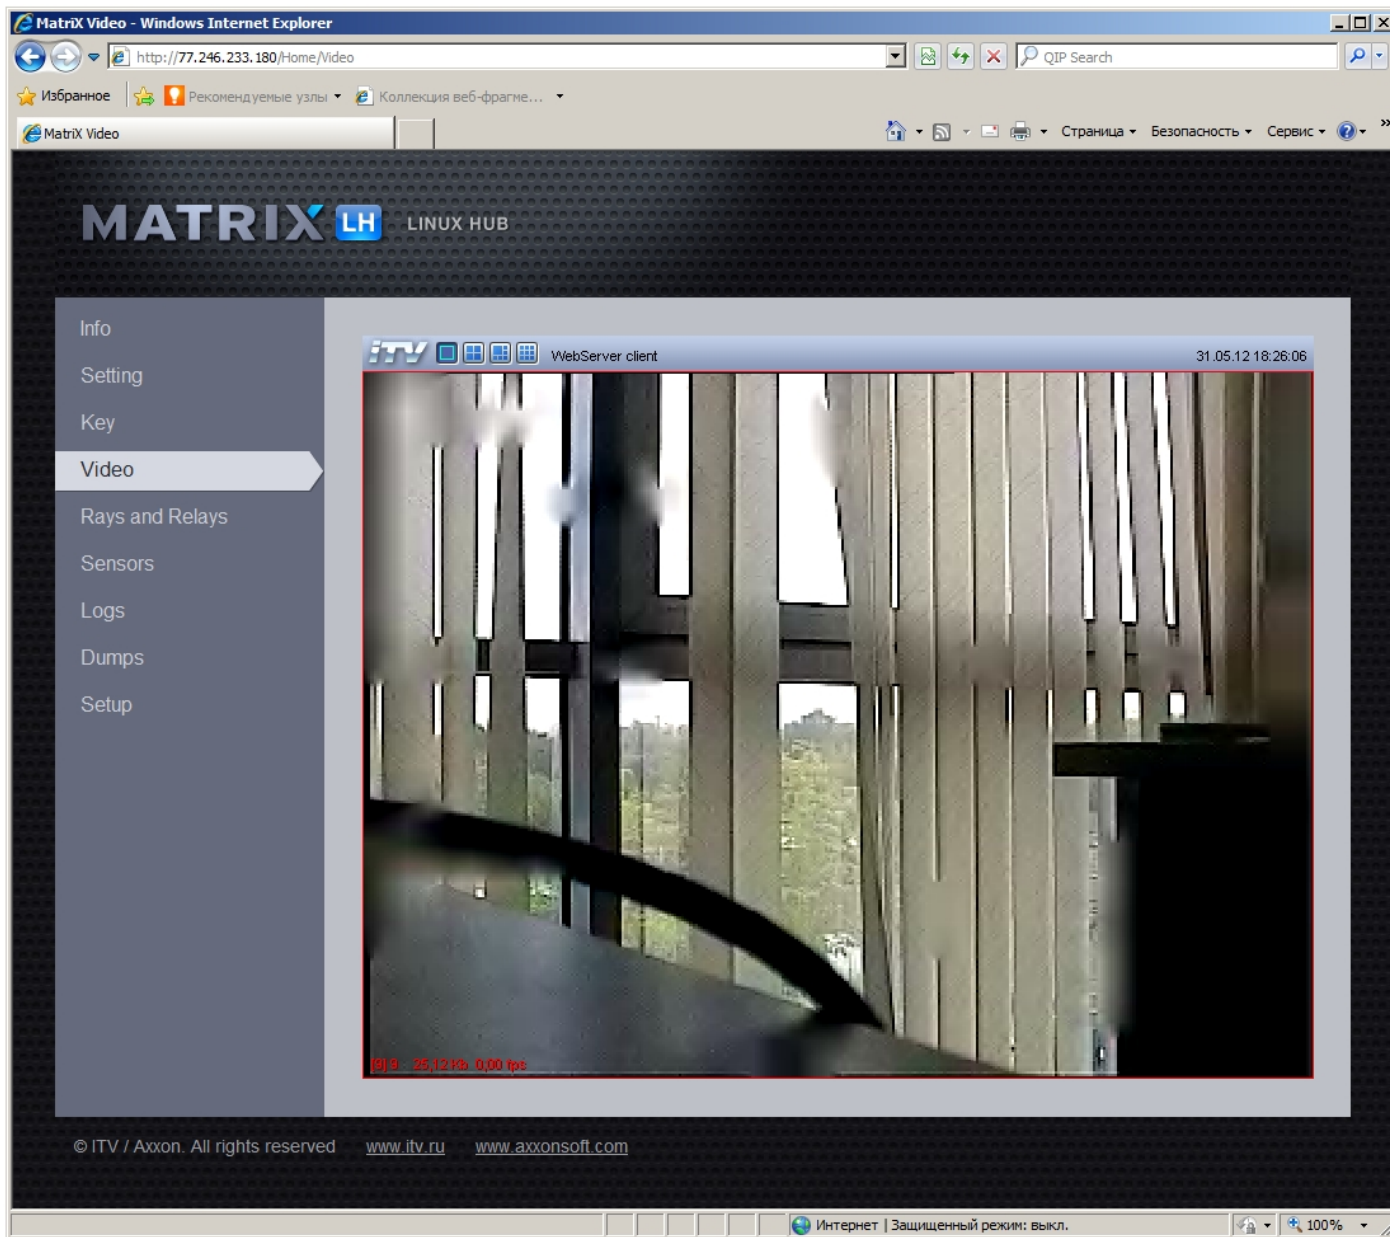 MatriX Video - Windows Internet Explorer
http://77.246.233.180/Home/Video
QIP Search
Избранное
Рекомендуемые узлы
Коллекция веб-фрагме...
MatriX Video
Страница
Безопасность
Сервис
MATRIX LH LINUX HUB
Info
Setting
Key
Video
Rays and Relays
Sensors
Logs
Dumps
Setup
iTV
WebServer client
31.05.12 18:26:06
[9] 9 : 25,12 Kb 0,00 fps
© ITV / Axxon. All rights reserved
www.itv.ru
www.axxonsoft.com
Интернет | Защищенный режим: выкл.
100%